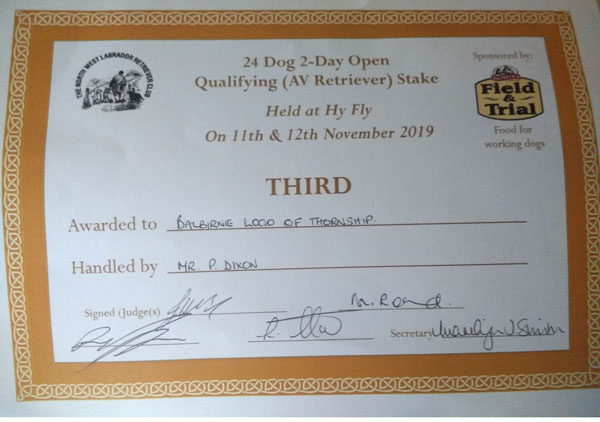 THE NORTH WEST LABRADOR RETRIEVER CLUB
24 Dog 2-Day Open
Qualifying (AV Retriever) Stake
Held at Hy Fly
On 11th & 12th November 2019
Sponsored by:
Field
&
Trial
Food for
working dogs
THIRD
Awarded to BALBIRNIE LOGO OF THORNSHIP.
Handled by MR. P. DIXON
Signed (Judge(s)
Secretary